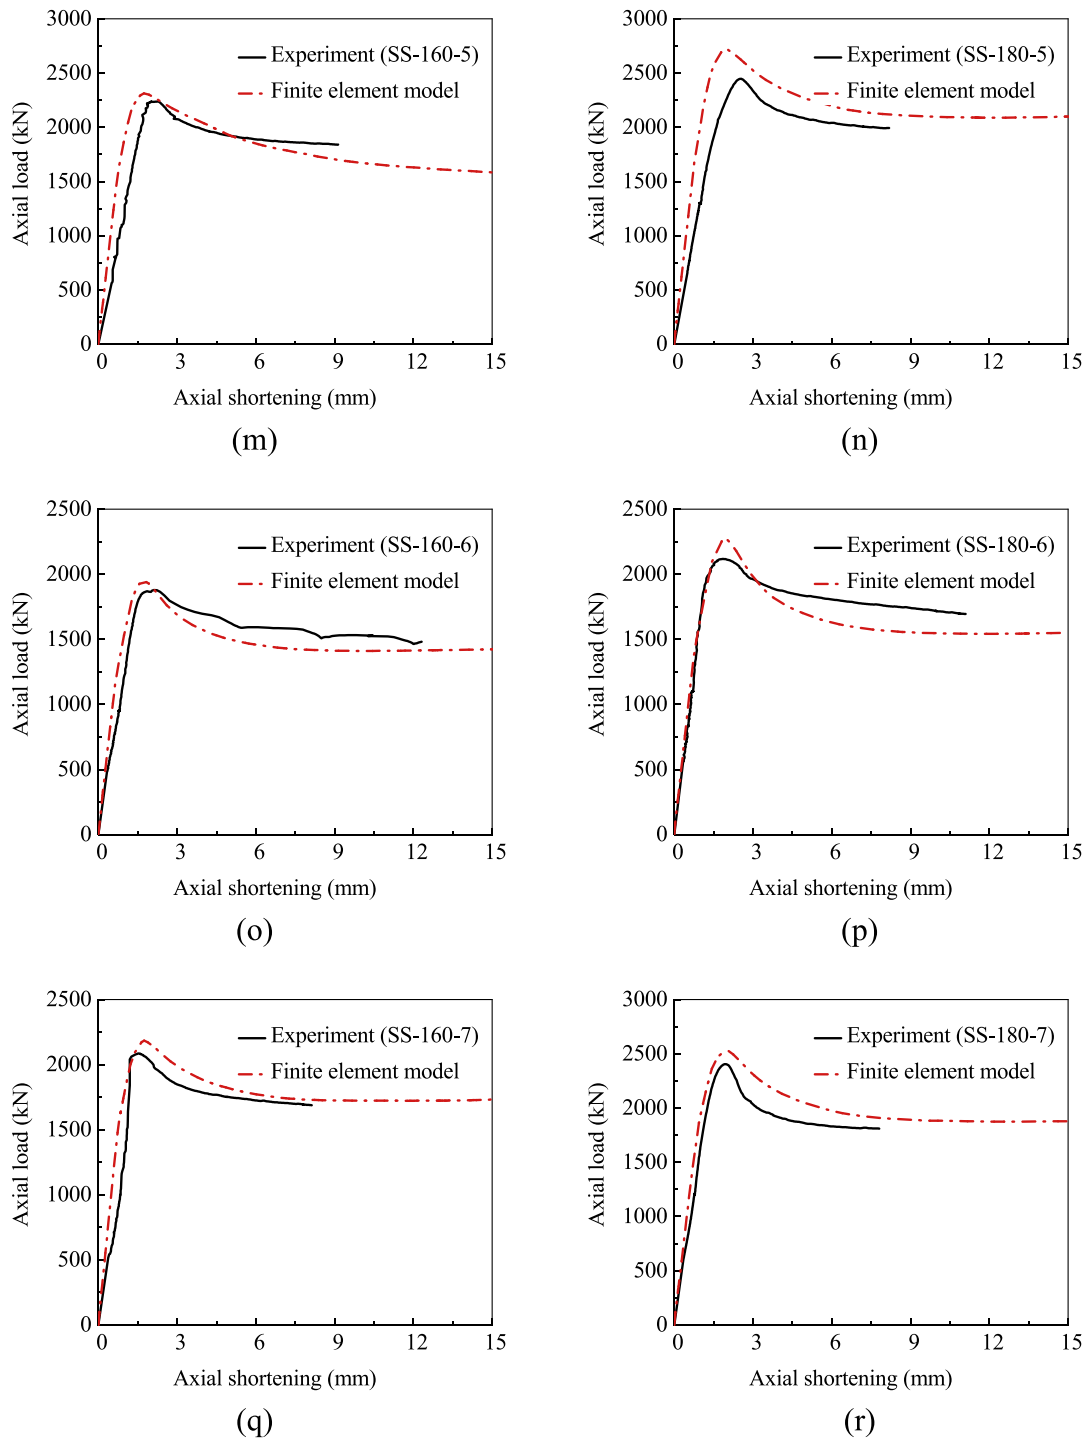 3000
2500
2000
1500
1000
500
0
Axial load (kN)
Experiment (SS-160-5)
Finite element model
0 3 6 9 12 15
Axial shortening (mm)
(m)
3000
2500
2000
1500
1000
500
0
Axial load (kN)
Experiment (SS-180-5)
Finite element model
0 3 6 9 12 15
Axial shortening (mm)
(n)
2500
2000
1500
1000
500
0
Axial load (kN)
Experiment (SS-160-6)
Finite element model
0 3 6 9 12 15
Axial shortening (mm)
(o)
2500
2000
1500
1000
500
0
Axial load (kN)
Experiment (SS-180-6)
Finite element model
0 3 6 9 12 15
Axial shortening (mm)
(p)
2500
2000
1500
1000
500
0
Axial load (kN)
Experiment (SS-160-7)
Finite element model
0 3 6 9 12 15
Axial shortening (mm)
(q)
3000
2500
2000
1500
1000
500
0
Axial load (kN)
Experiment (SS-180-7)
Finite element model
0 3 6 9 12 15
Axial shortening (mm)
(r)